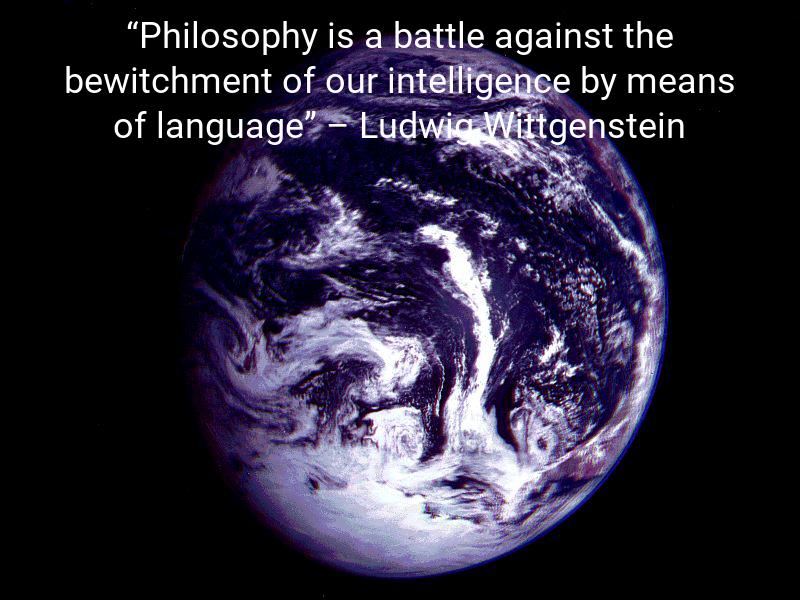 “Philosophy is a battle against the
bewitchment of our intelligence by means
of language” – Ludwig Wittgenstein